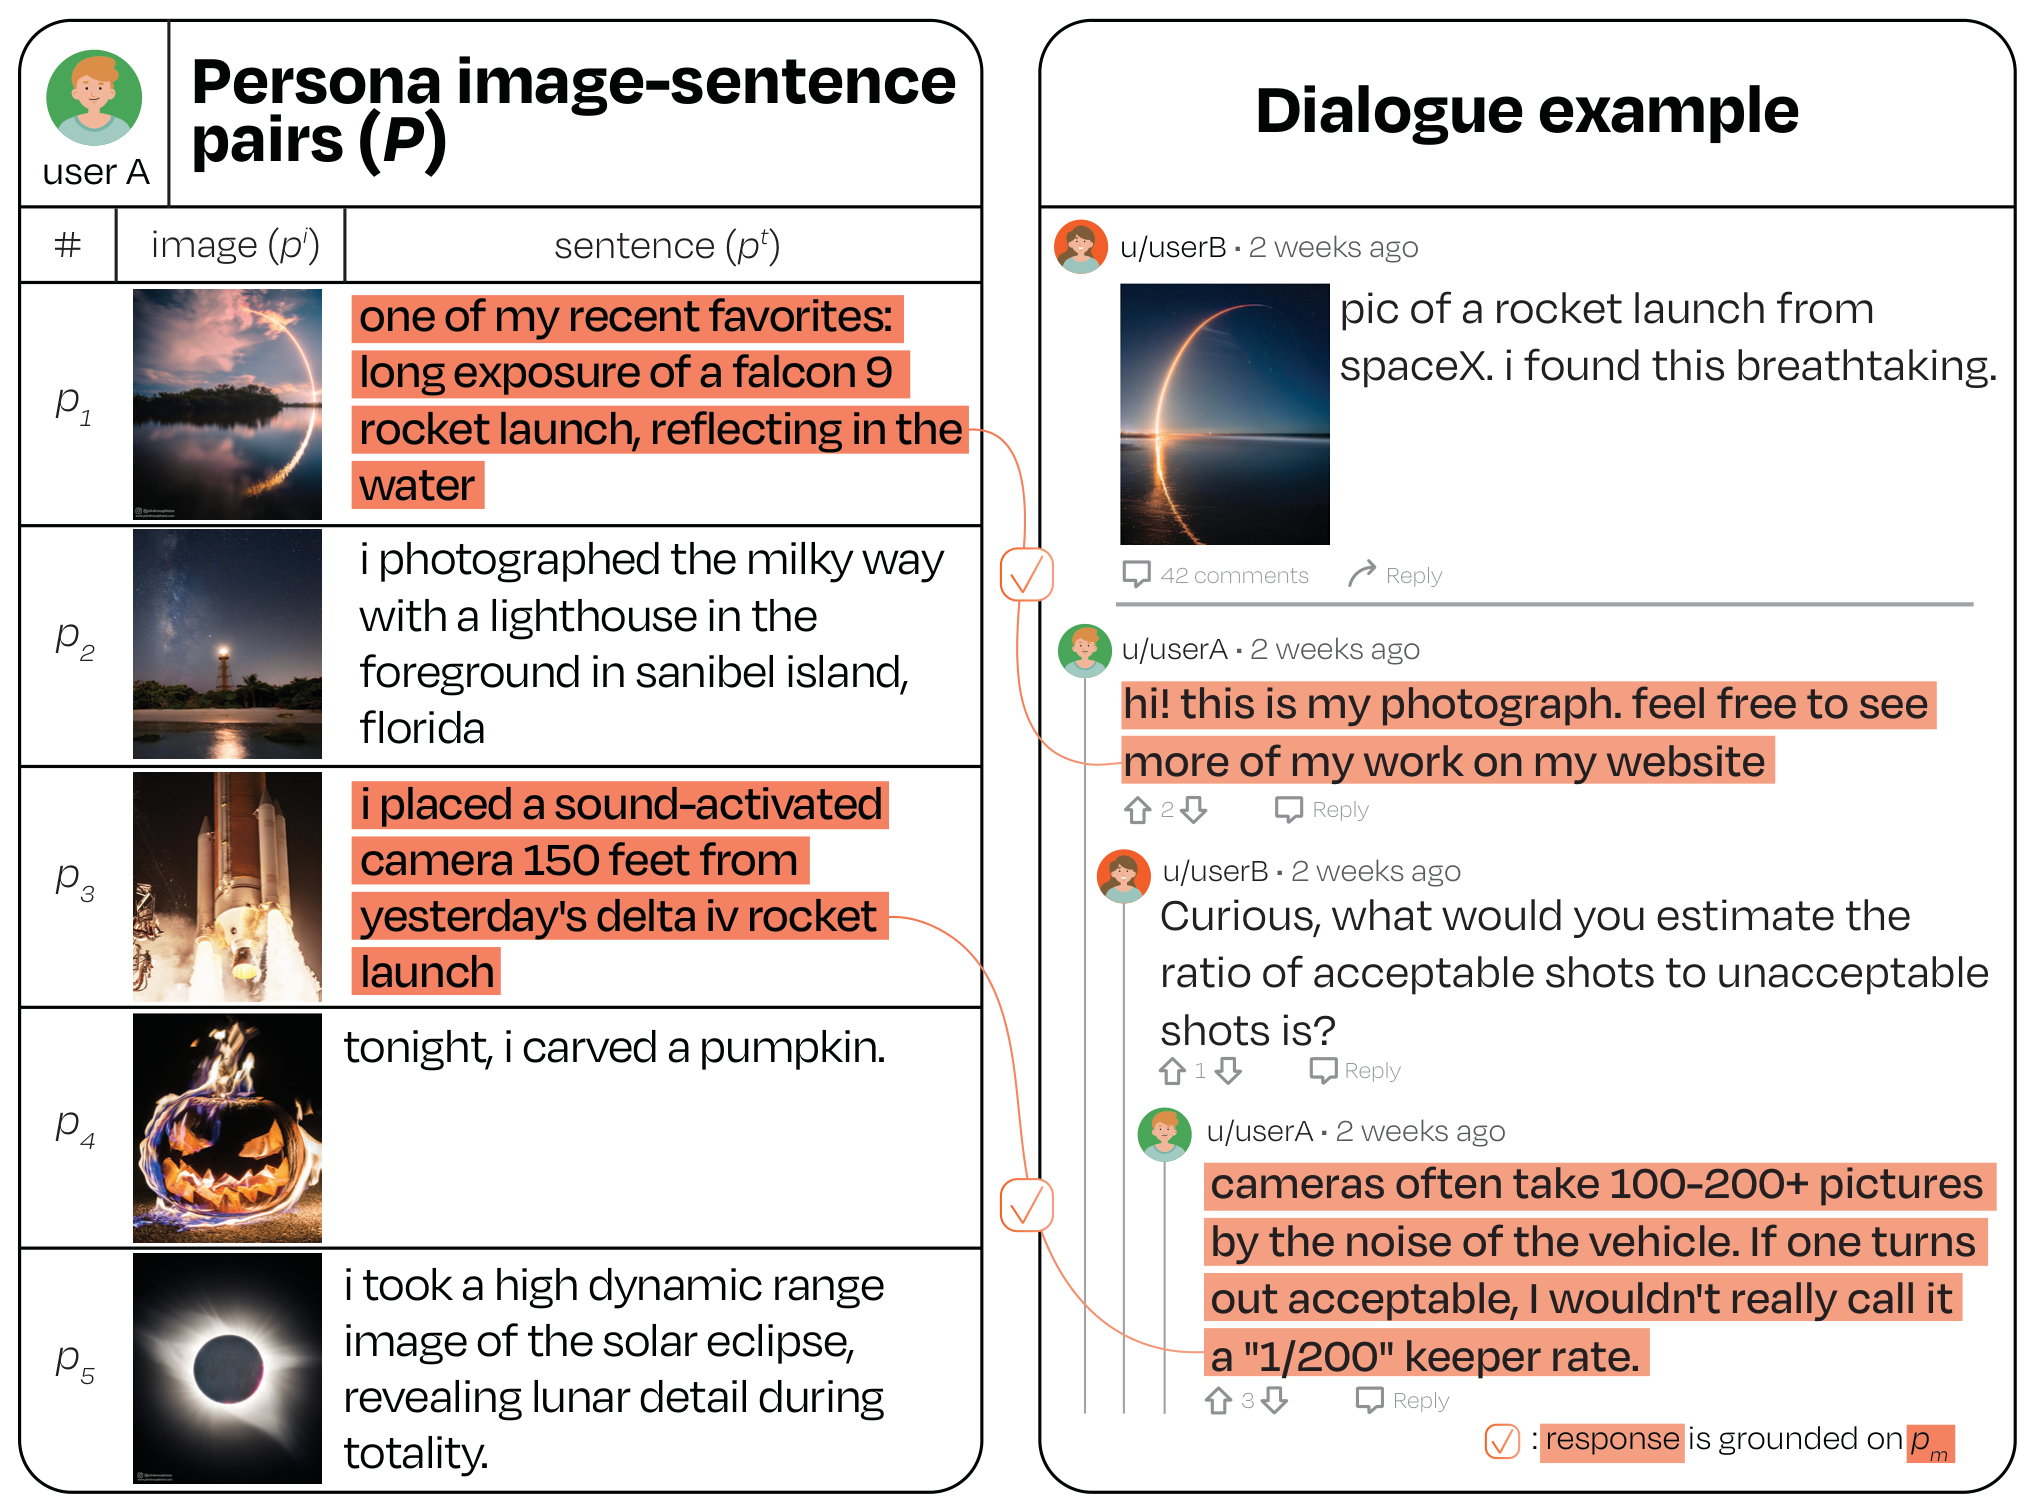 user A
Persona image-sentence
pairs (P)
#
image (pⁱ)
sentence (pᵗ)
p₁
one of my recent favorites:
long exposure of a falcon 9
rocket launch, reflecting in the
water
p₂
i photographed the milky way
with a lighthouse in the
foreground in sanibel island,
florida
p₃
i placed a sound-activated
camera 150 feet from
yesterday's delta iv rocket
launch
p₄
tonight, i carved a pumpkin.
p₅
i took a high dynamic range
image of the solar eclipse,
revealing lunar detail during
totality.
Dialogue example
u/userB · 2 weeks ago
pic of a rocket launch from
spaceX. i found this breathtaking.
42 comments Reply
u/userA · 2 weeks ago
hi! this is my photograph. feel free to see
more of my work on my website
2 Reply
u/userB · 2 weeks ago
Curious, what would you estimate the
ratio of acceptable shots to unacceptable
shots is?
1 Reply
u/userA · 2 weeks ago
cameras often take 100-200+ pictures
by the noise of the vehicle. If one turns
out acceptable, I wouldn't really call it
a "1/200" keeper rate.
3 Reply
: response is grounded on pₘ